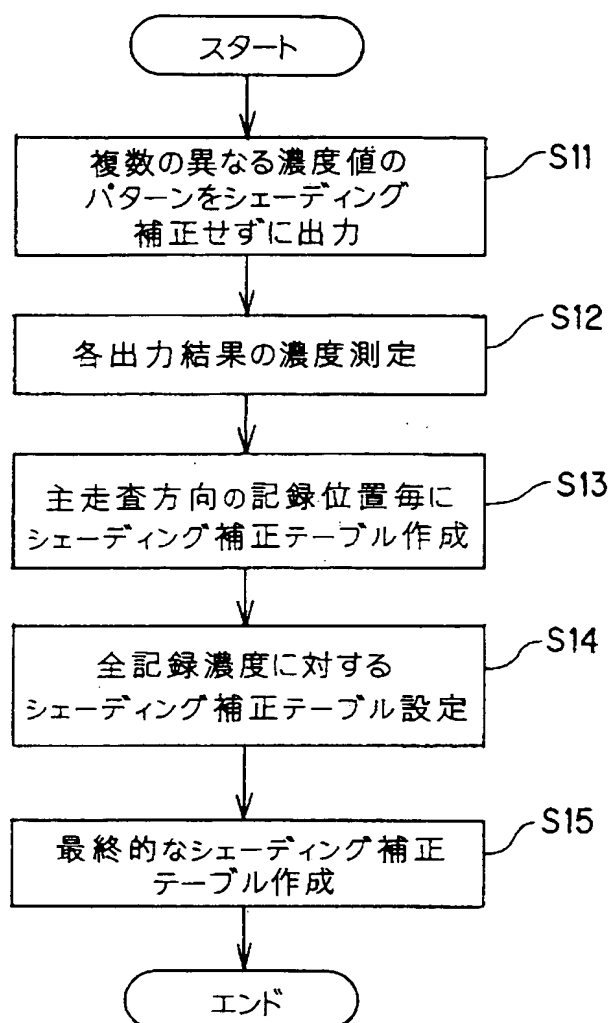 スタート
複数の異なる濃度値の
パターンをシェーディング
補正せずに出力
S11
各出力結果の濃度測定
S12
主走査方向の記録位置毎に
シェーディング補正テーブル作成
S13
全記録濃度に対する
シェーディング補正テーブル設定
S14
最終的なシェーディング補正
テーブル作成
S15
エンド